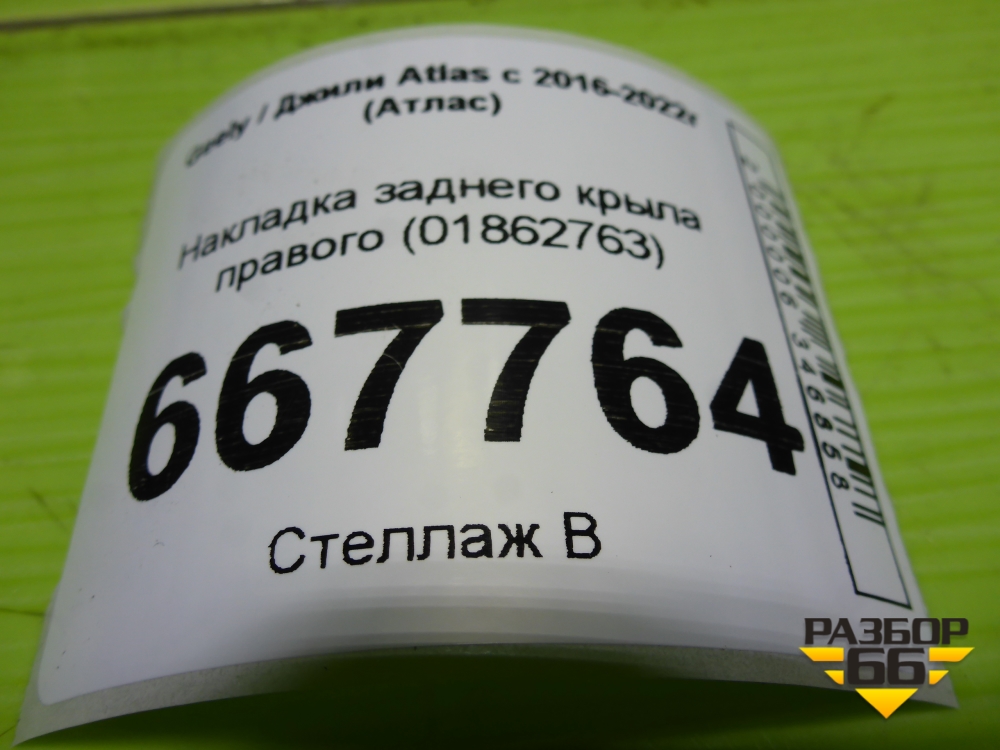 Geely / Джили Atlas с 2016-2022г
(Атлас)
Накладка заднего крыла
правого (01862763)
667764
Стеллаж В
РАЗБОР
66